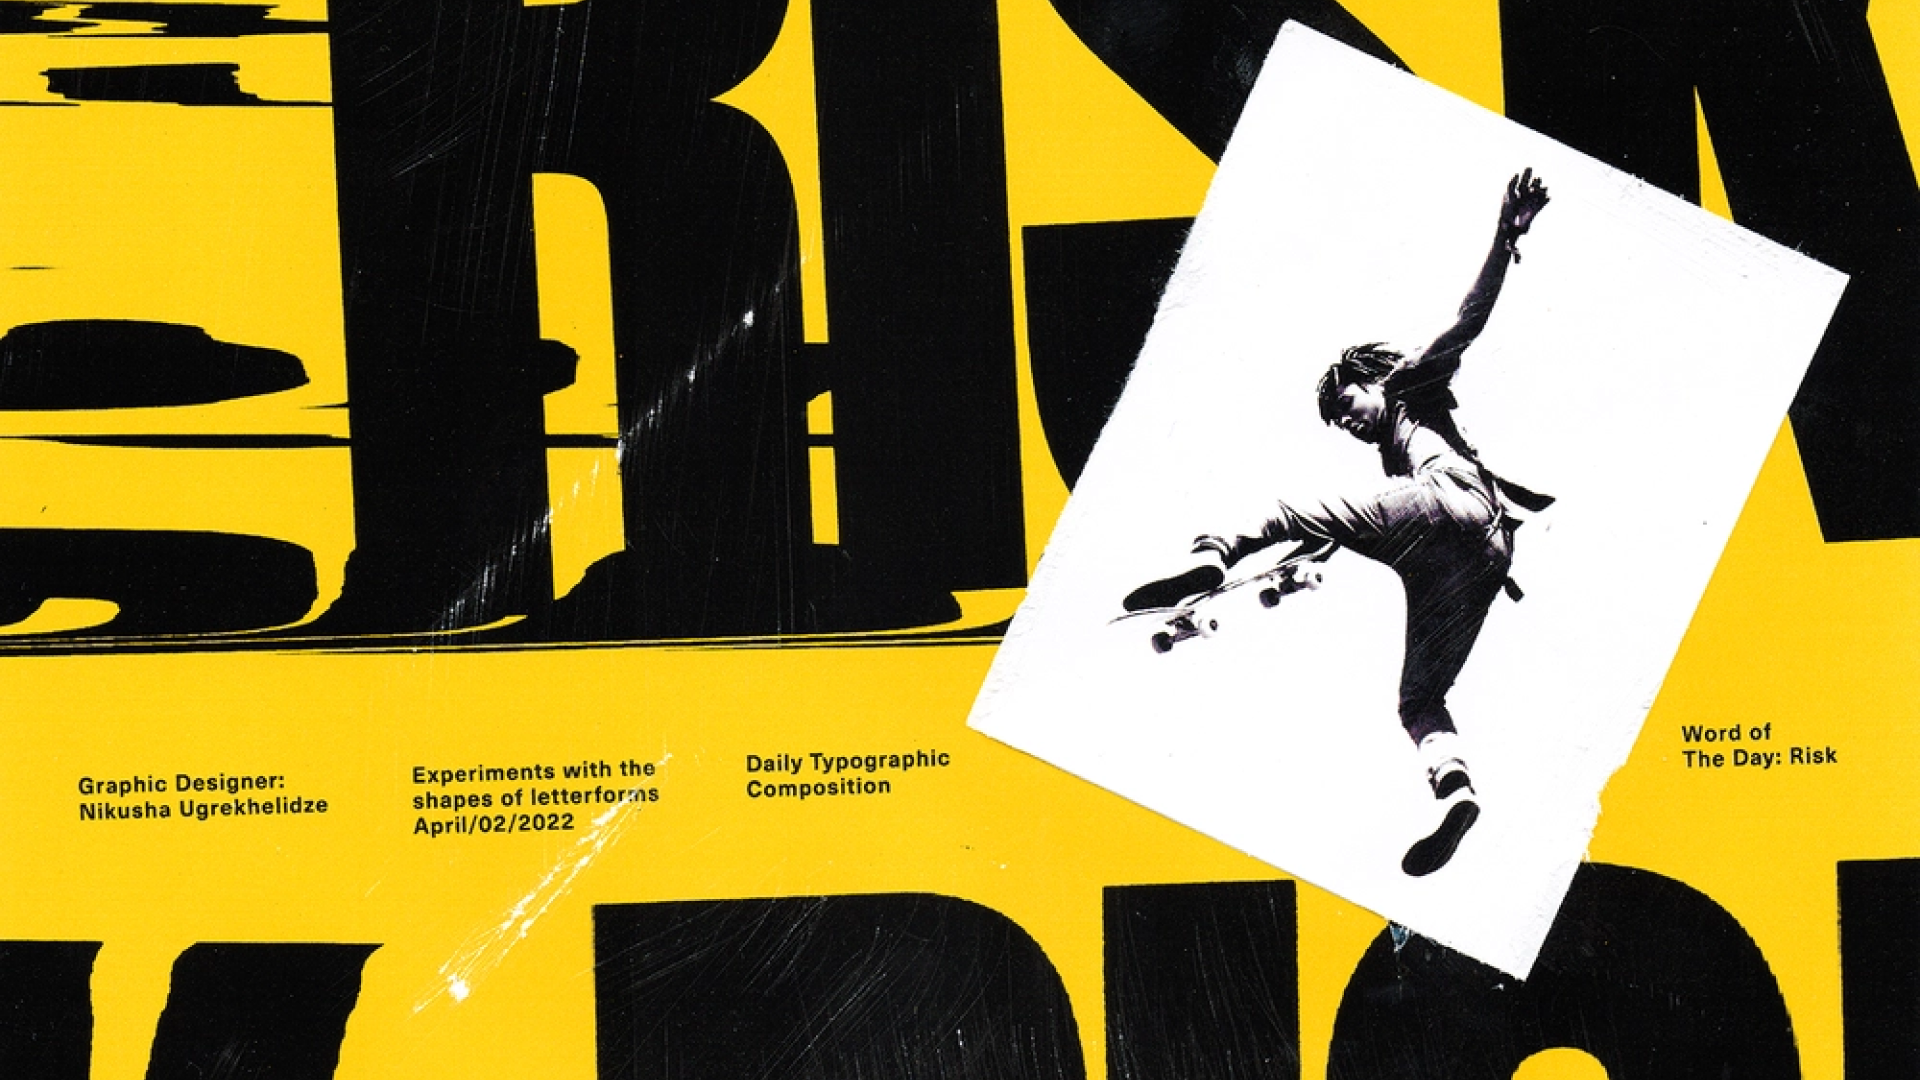 RISK
Graphic Designer:
Nikusha Ugrekhelidze
Experiments with the
shapes of letterforms
April/02/2022
Daily Typographic
Composition
Word of
The Day: Risk